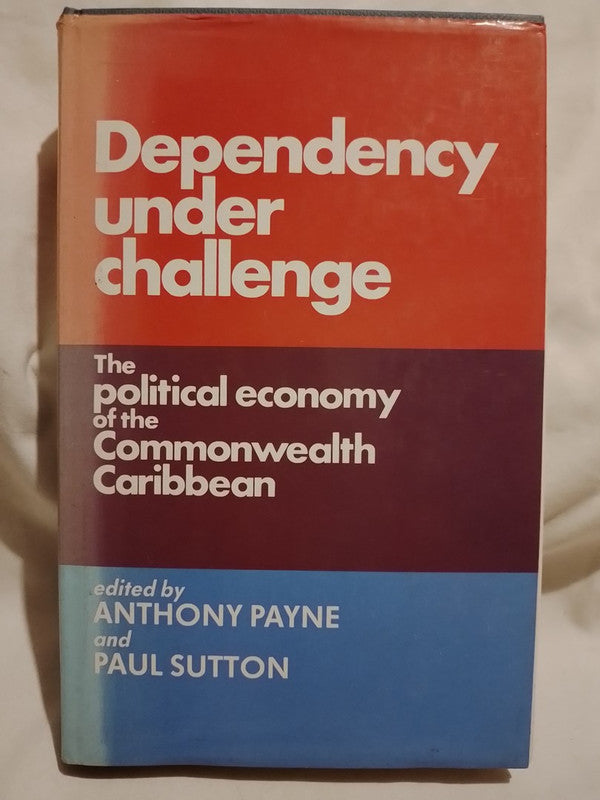 Dependency
under
challenge
The
political economy
of the
Commonwealth
Caribbean
edited by
ANTHONY PAYNE
and
PAUL SUTTON